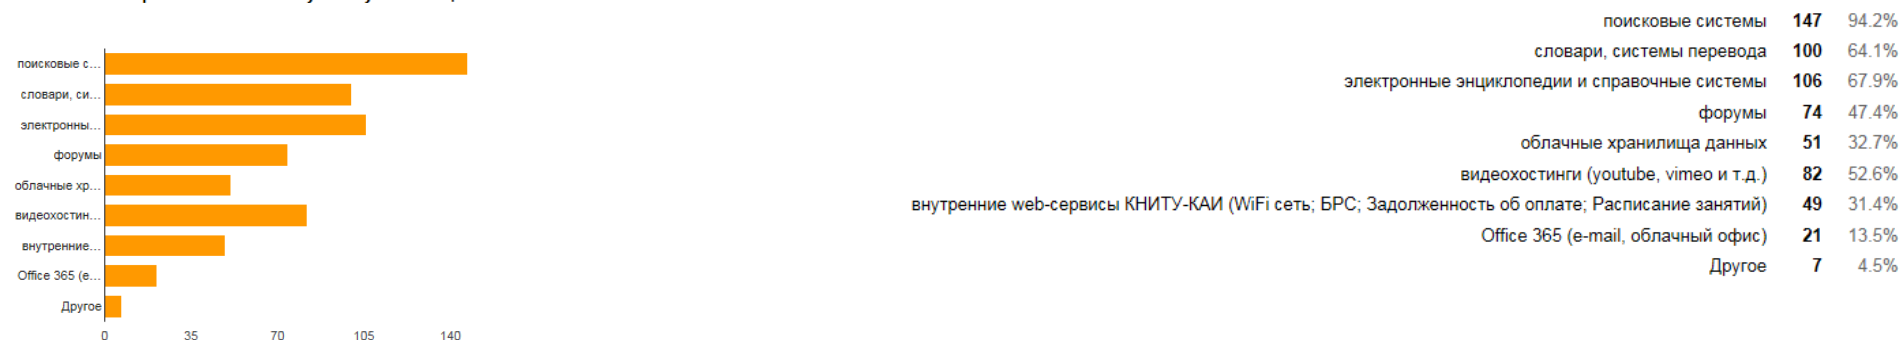 поисковые с...
словари, си...
электронны...
форумы
облачные хр...
видеохостин...
внутренние...
Office 365 (e...
Другое
0 35 70 105 140
поисковые системы 147 94.2%
словари, системы перевода 100 64.1%
электронные энциклопедии и справочные системы 106 67.9%
форумы 74 47.4%
облачные хранилища данных 51 32.7%
видеохостинги (youtube, vimeo и т.д.) 82 52.6%
внутренние web-сервисы КНИТУ-КАИ (WiFi сеть; БРС; Задолженность об оплате; Расписание занятий) 49 31.4%
Office 365 (e-mail, облачный офис) 21 13.5%
Другое 7 4.5%